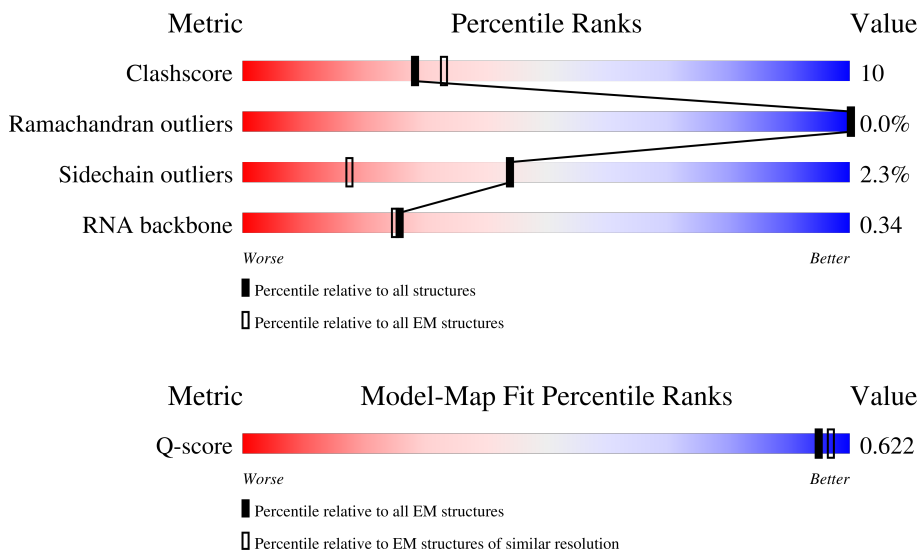 Metric Percentile Ranks Value
Clashscore 10
Ramachandran outliers 0.0%
Sidechain outliers 2.3%
RNA backbone 0.34
Worse Better
Percentile relative to all structures
Percentile relative to all EM structures
Metric Model-Map Fit Percentile Ranks Value
Q-score 0.622
Worse Better
Percentile relative to all EM structures
Percentile relative to EM structures of similar resolution